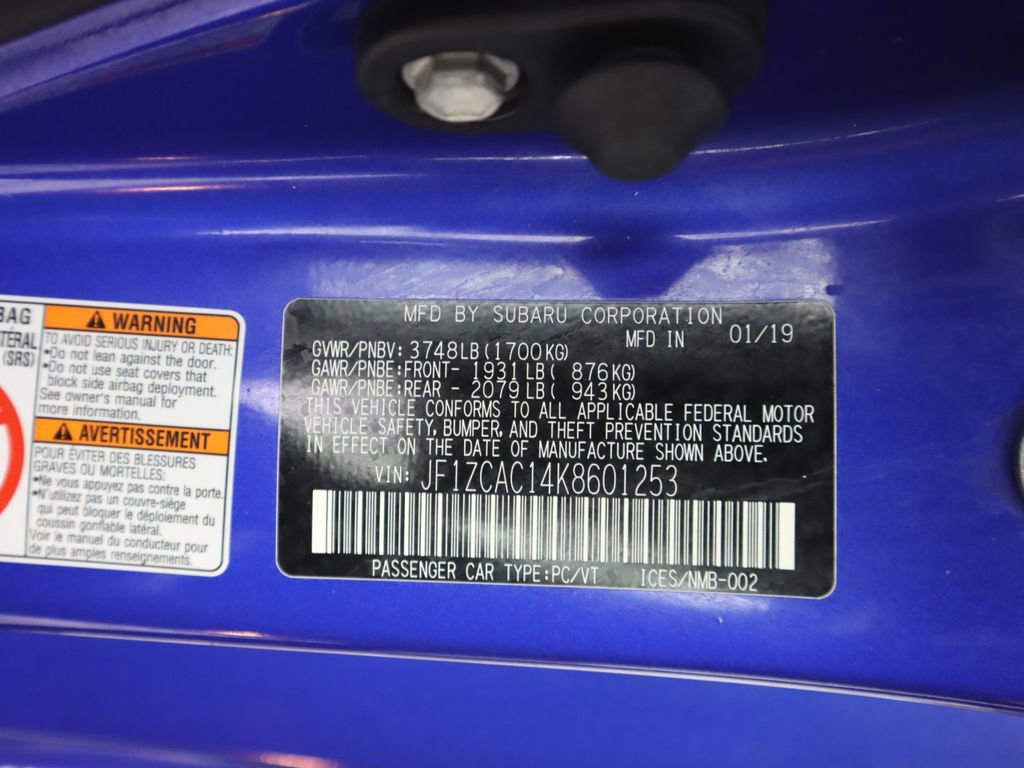 BAG
TÉRAL
(SRS)
WARNING
TO AVOID SERIOUS INJURY OR DEATH:
•Do not lean against the door.
•Do not use seat covers that
block side airbag deployment.
See owner's manual for
more information.
AVERTISSEMENT
POUR ÉVITER DES BLESSURES
GRAVES OU MORTELLES:
•Ne vous appuyez pas contre la porte.
•N'utilisez pas un couvre-siège
qui peut bloquer le déploiement du
coussin gonflable latéral.
Voir le manuel du conducteur pour
de plus amples renseignements.
MFD BY SUBARU CORPORATION
MFD IN 01/19
GVWR/PNBV: 3748LB(1700KG)
GAWR/PNBE:FRONT- 1931LB( 876KG)
GAWR/PNBE:REAR - 2079LB( 943KG)
THIS VEHICLE CONFORMS TO ALL APPLICABLE FEDERAL MOTOR
VEHICLE SAFETY, BUMPER, AND THEFT PREVENTION STANDARDS
IN EFFECT ON THE DATE OF MANUFACTURE SHOWN ABOVE.
VIN: JF1ZCAC14K8601253
PASSENGER CAR TYPE:PC/VT ICES/NMB-002